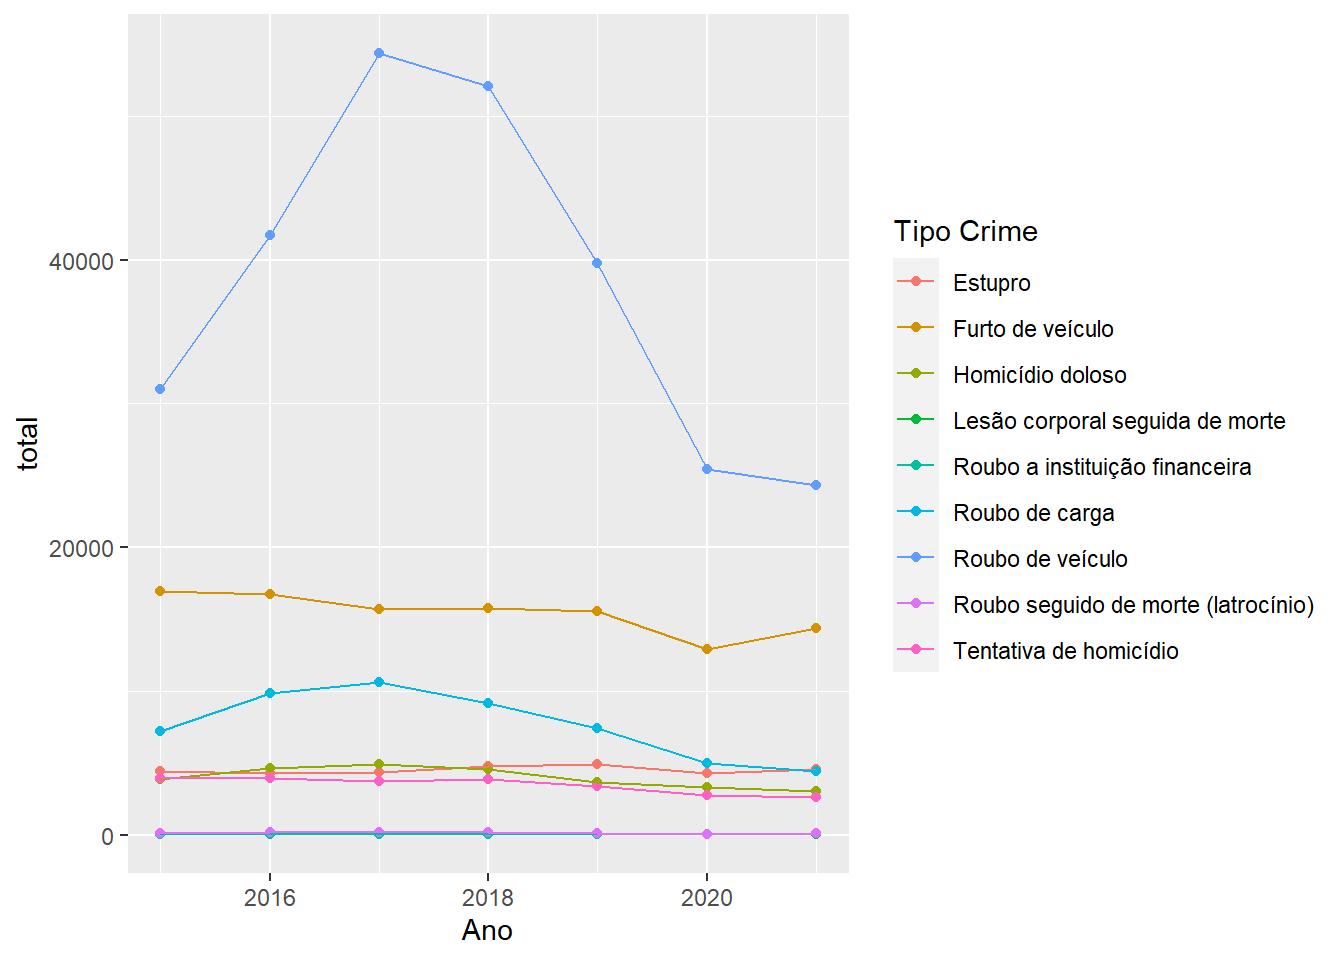 40000
20000
0
total
2016
2018
2020
Ano
Tipo Crime
Estupro
Furto de veículo
Homicídio doloso
Lesão corporal seguida de morte
Roubo a instituição financeira
Roubo de carga
Roubo de veículo
Roubo seguido de morte (latrocínio)
Tentativa de homicídio